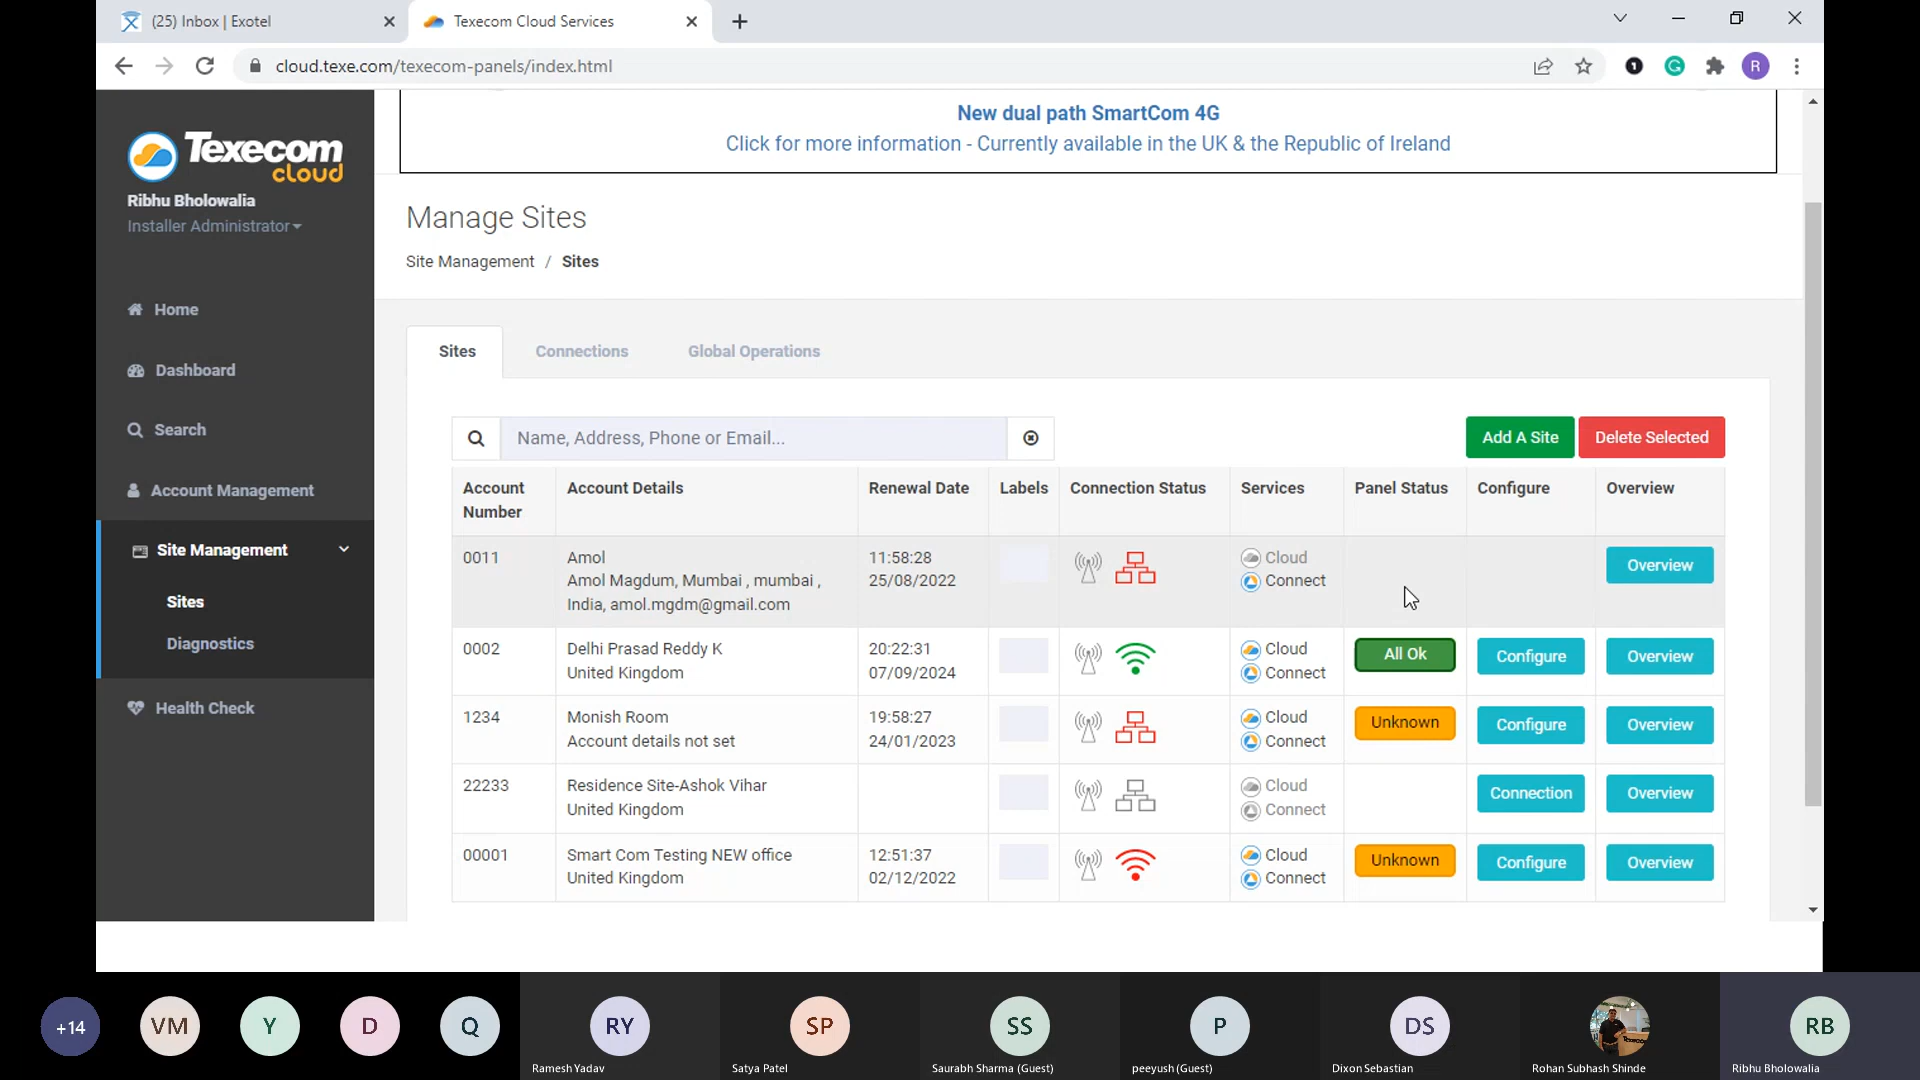 (25) Inbox | Exotel
Texecom Cloud Services
cloud.texe.com/texecom-panels/index.html
R
Texecom
cloud
Ribhu Bholowalia
Installer Administrator
Home
Dashboard
Search
Account Management
Site Management
Sites
Diagnostics
Health Check
New dual path SmartCom 4G
Click for more information - Currently available in the UK & the Republic of Ireland
Manage Sites
Site Management / Sites
Sites Connections Global Operations
Name, Address, Phone or Email...
Add A Site Delete Selected
Account Number Account Details Renewal Date Labels Connection Status Services Panel Status Configure Overview
0011 Amol 11:58:28 Cloud Overview
Amol Magdum, Mumbai , mumbai , 25/08/2022 Connect
India, amol.mgdm@gmail.com
0002 Delhi Prasad Reddy K 20:22:31 Cloud All Ok Configure Overview
United Kingdom 07/09/2024 Connect
1234 Monish Room 19:58:27 Cloud Unknown Configure Overview
Account details not set 24/01/2023 Connect
22233 Residence Site-Ashok Vihar Cloud Connection Overview
United Kingdom Connect
00001 Smart Com Testing NEW office 12:51:37 Cloud Unknown Configure Overview
United Kingdom 02/12/2022 Connect
+14 VM Y D Q RY SP SS P DS RB
Ramesh Yadav Satya Patel Saurabh Sharma (Guest) peeyush (Guest) Dixon Sebastian Rohan Subhash Shinde Ribhu Bholowalia